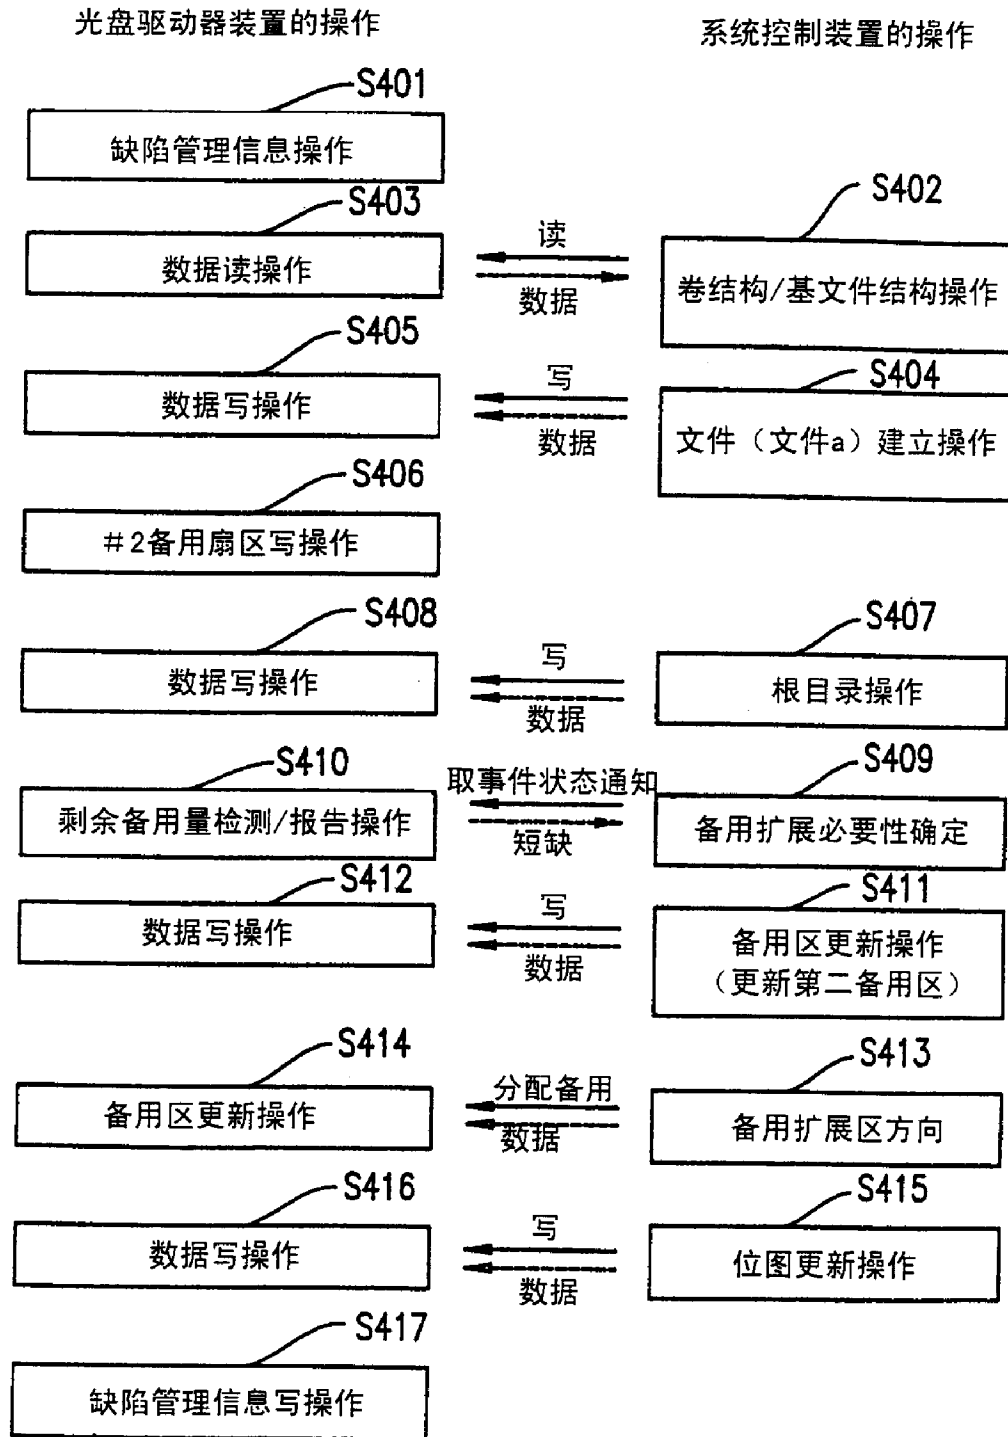 光盘驱动器装置的操作
系统控制装置的操作
S401
缺陷管理信息操作
S403
数据读操作
读
数据
S402
卷结构/基文件结构操作
S405
数据写操作
写
数据
S404
文件（文件a）建立操作
S406
#2备用扇区写操作
S408
数据写操作
写
数据
S407
根目录操作
S410
剩余备用量检测/报告操作
取事件状态通知
短缺
S409
备用扩展必要性确定
S412
数据写操作
写
数据
S411
备用区更新操作
（更新第二备用区）
S414
备用区更新操作
分配备用
数据
S413
备用扩展区方向
S416
数据写操作
写
数据
S415
位图更新操作
S417
缺陷管理信息写操作